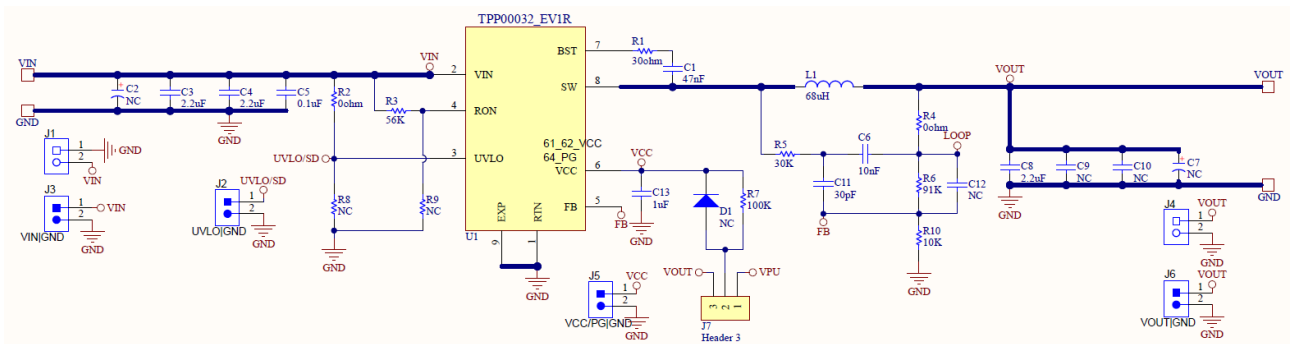 TPP00032_EV1R
VIN
GND
C2
NC
C3
2.2uF
C4
2.2uF
C5
0.1uF
GND
VIN
R2
0ohm
R3
56K
2
VIN
4
RON
3
UVLO
UVLO/SD
BST
7
SW
8
61_62_VCC
64_PG
VCC
6
FB
5
FB
EXP
RTN
9
1
U1
GND
R1
30ohm
C1
47nF
L1
68uH
R4
0ohm
LOOP
R5
30K
C6
10nF
C11
30pF
FB
R6
91K
C12
NC
R10
10K
GND
VOUT
VOUT
C8
2.2uF
C9
NC
C10
NC
C7
NC
GND
GND
J1
1
2
GND
VIN
J3
1
2
VIN
GND
VIN|GND
J2
UVLO/SD
1
2
GND
UVLO|GND
R8
NC
R9
NC
GND
VCC
C13
1uF
GND
D1
NC
R7
100K
VOUT
VPU
3
2
1
J7
Header 3
J5
VCC
1
2
GND
VCC/PG|GND
J4
VOUT
1
2
GND
J6
VOUT
1
2
GND
VOUT|GND